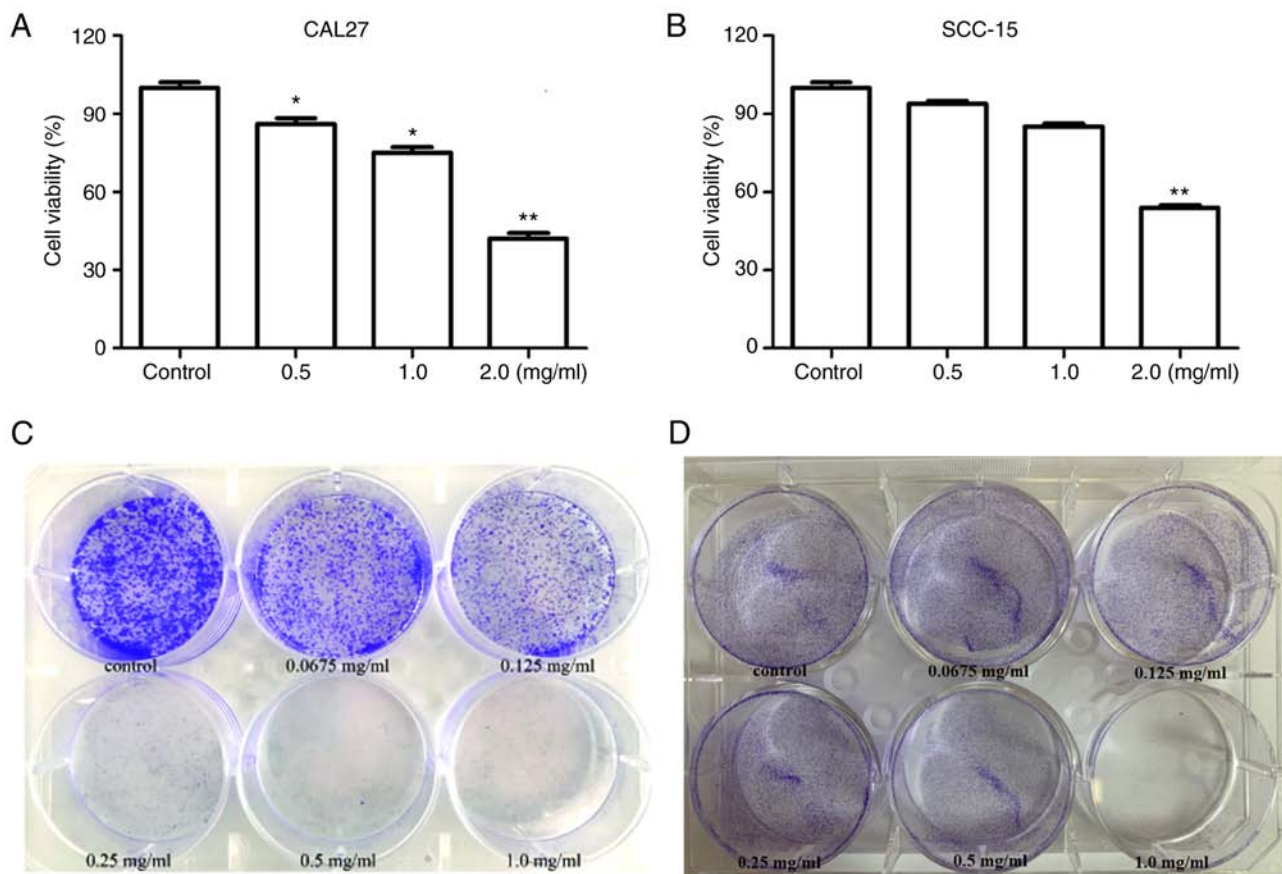 A
CAL27
Cell viability (%)
120
90
60
30
0
*
*
**
Control 0.5 1.0 2.0 (mg/ml)
B
SCC-15
Cell viability (%)
120
90
60
30
0
**
Control 0.5 1.0 2.0 (mg/ml)
C
control 0.0675 mg/ml 0.125 mg/ml
0.25 mg/ml 0.5 mg/ml 1.0 mg/ml
D
control 0.0675 mg/ml 0.125 mg/ml
0.25 mg/ml 0.5 mg/ml 1.0 mg/ml